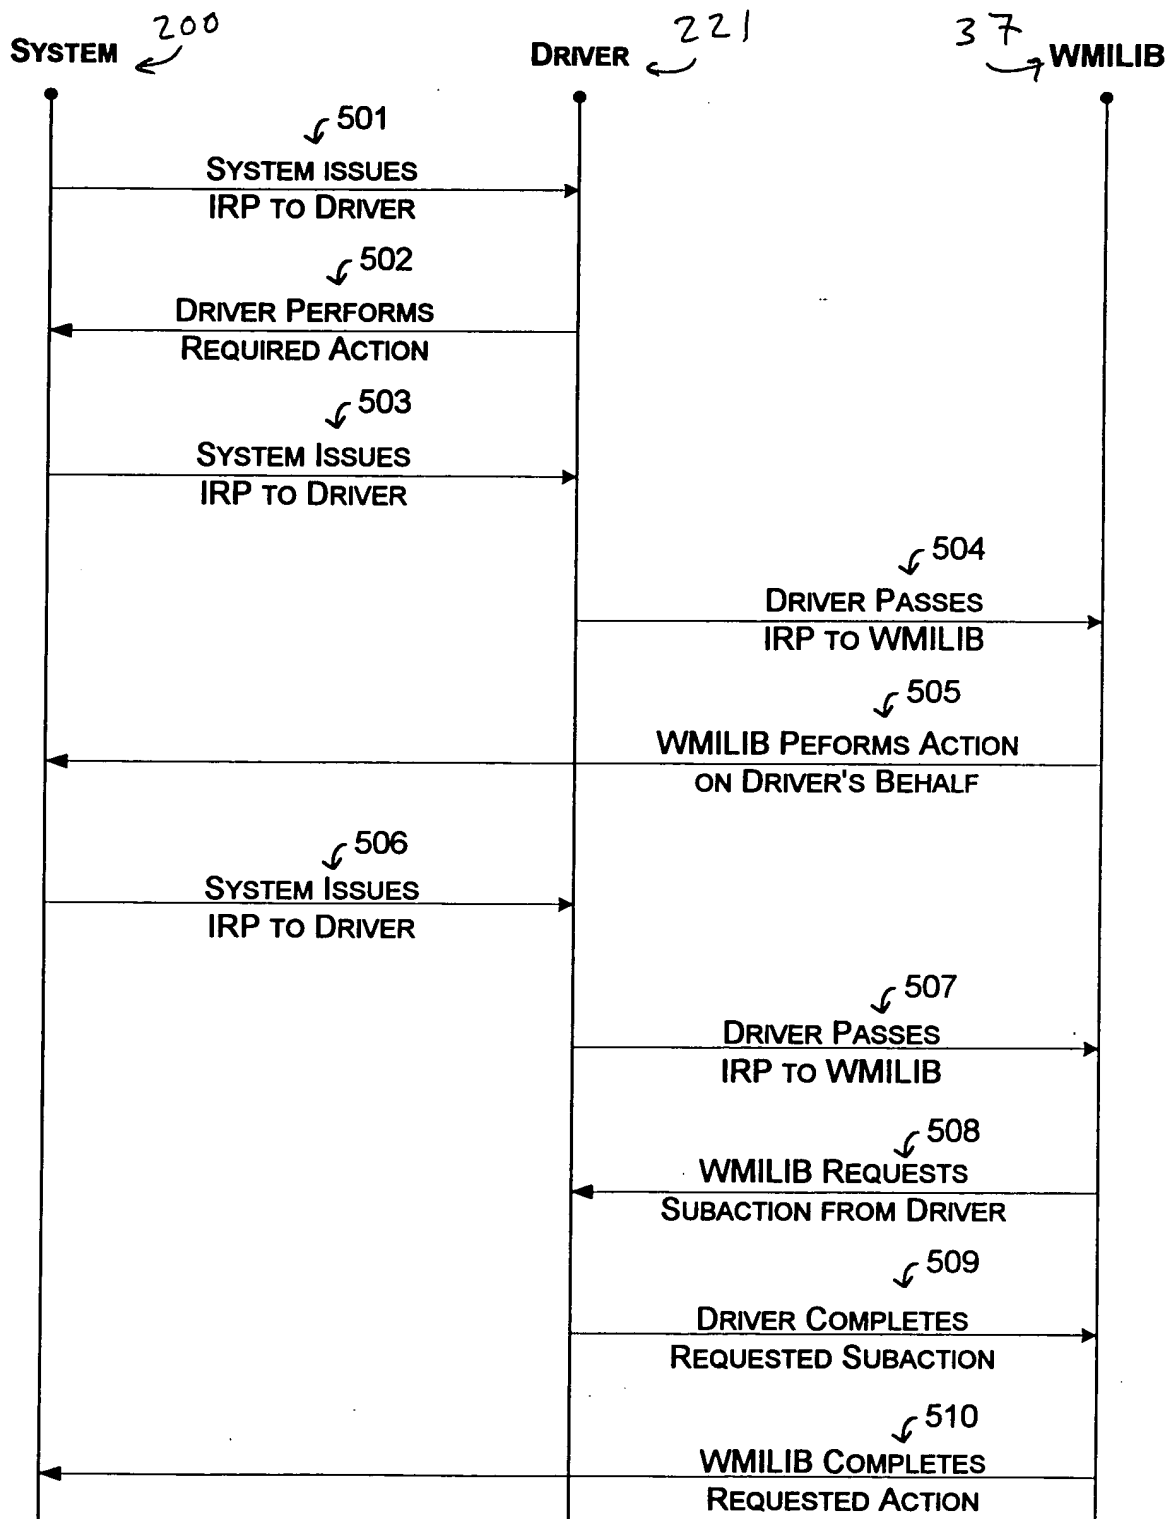 200
221
37
SYSTEM
DRIVER
WMILIB
501
SYSTEM ISSUES
IRP TO DRIVER
502
DRIVER PERFORMS
REQUIRED ACTION
503
SYSTEM ISSUES
IRP TO DRIVER
504
DRIVER PASSES
IRP TO WMILIB
505
WMILIB PEFORMS ACTION
ON DRIVER'S BEHALF
506
SYSTEM ISSUES
IRP TO DRIVER
507
DRIVER PASSES
IRP TO WMILIB
508
WMILIB REQUESTS
SUBACTION FROM DRIVER
509
DRIVER COMPLETES
REQUESTED SUBACTION
510
WMILIB COMPLETES
REQUESTED ACTION